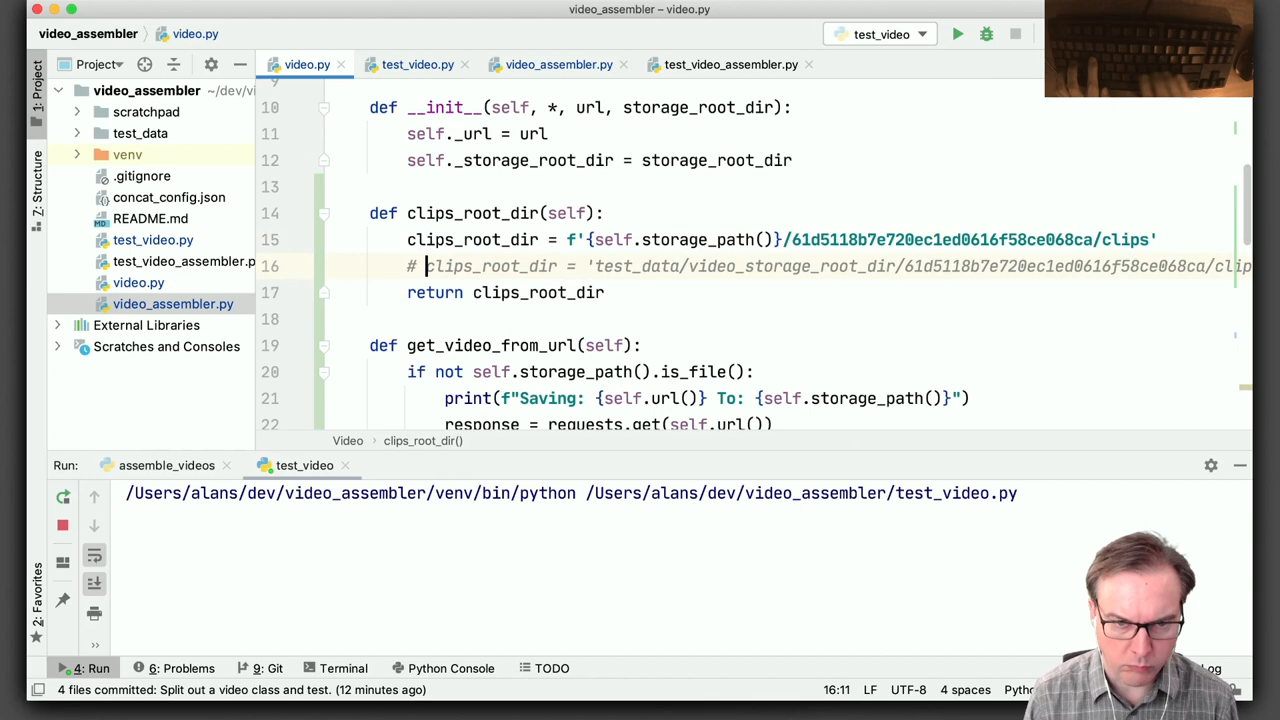 video_assembler – video.py
video_assembler
video.py
test_video
1: Project
Project
video.py
test_video.py
video_assembler.py
test_video_assembler.py
video_assembler ~/dev/vi
scratchpad
test_data
venv
.gitignore
concat_config.json
README.md
test_video.py
test_video_assembler.p
video.py
video_assembler.py
External Libraries
Scratches and Consoles
Z: Structure
9
10 def __init__(self, *, url, storage_root_dir):
11 self._url = url
12 self._storage_root_dir = storage_root_dir
13
14 def clips_root_dir(self):
15 clips_root_dir = f'{self.storage_path()}/61d5118b7e720ec1ed0616f58ce068ca/clips'
16 # clips_root_dir = 'test_data/video_storage_root_dir/61d5118b7e720ec1ed0616f58ce068ca/clip
17 return clips_root_dir
18
19 def get_video_from_url(self):
20 if not self.storage_path().is_file():
21 print(f"Saving: {self.url()} To: {self.storage_path()}")
22 response = requests.get(self.url())
Video
clips_root_dir()
Run:
assemble_videos
test_video
/Users/alans/dev/video_assembler/venv/bin/python /Users/alans/dev/video_assembler/test_video.py
2: Favorites
4: Run
6: Problems
9: Git
Terminal
Python Console
TODO
Log
4 files committed: Split out a video class and test. (12 minutes ago)
16:11
LF
UTF-8
4 spaces